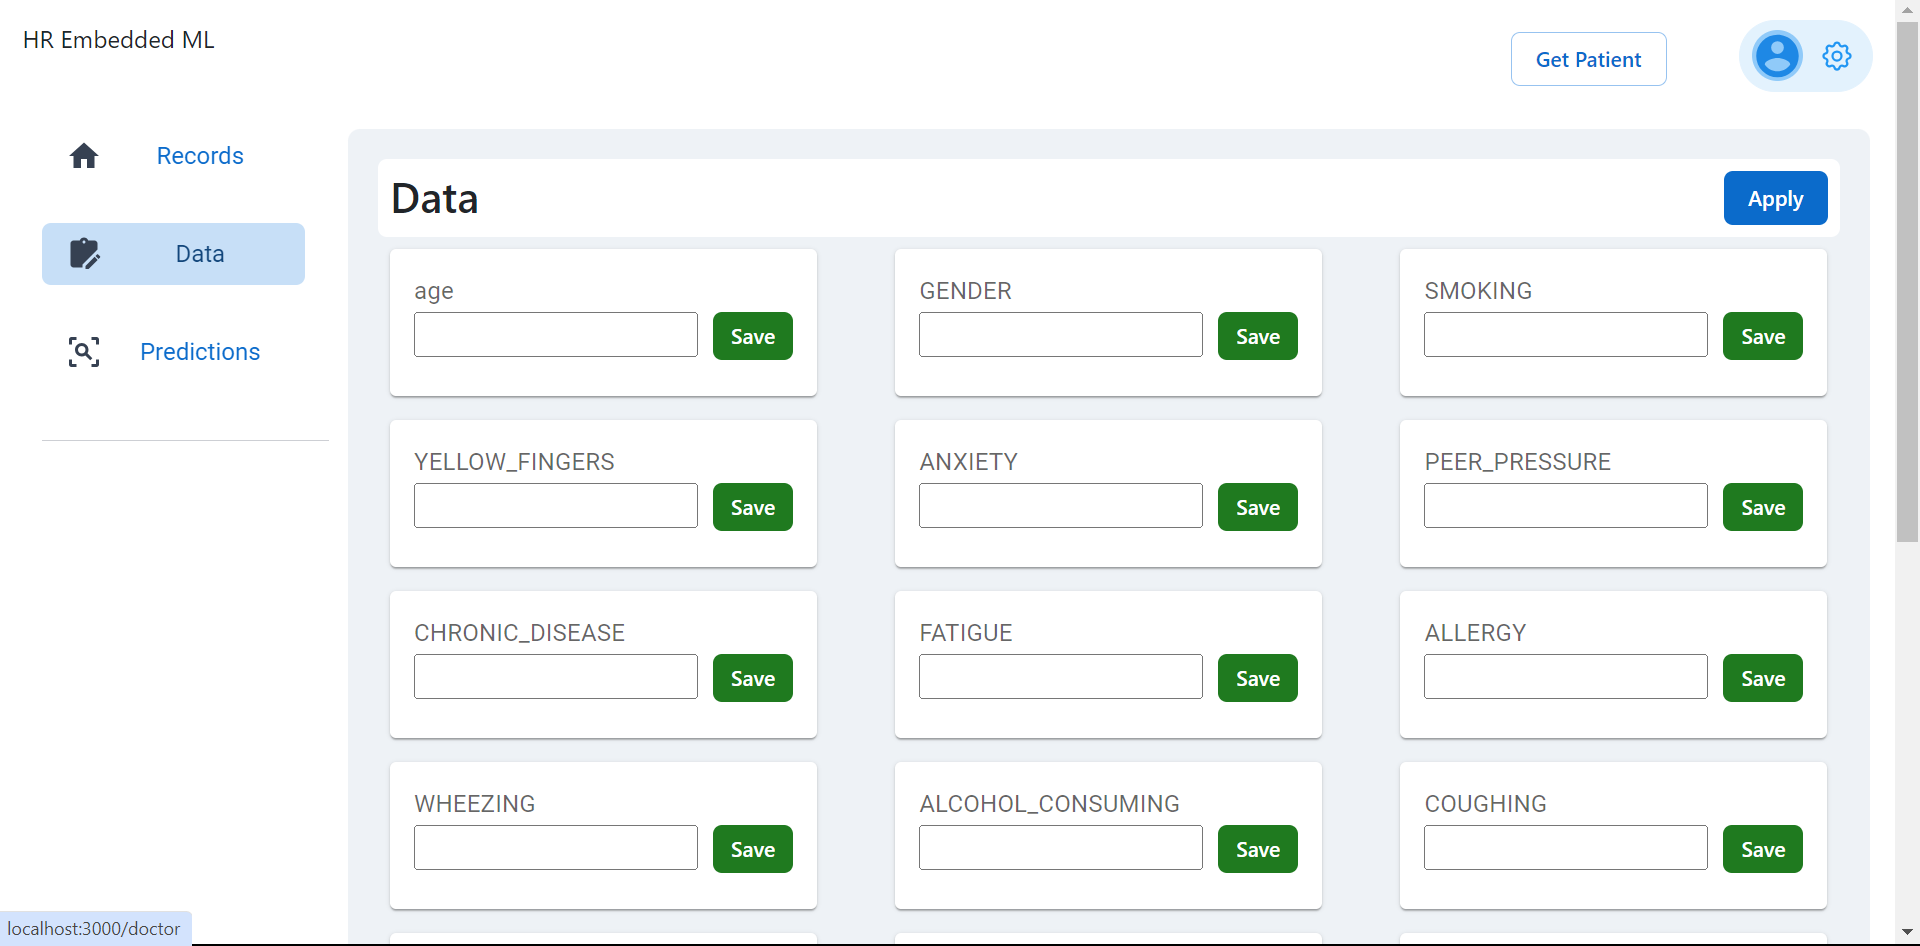 HR Embedded ML
Get Patient
Records
Data
Predictions
Data
Apply
age
Save
GENDER
Save
SMOKING
Save
YELLOW_FINGERS
Save
ANXIETY
Save
PEER_PRESSURE
Save
CHRONIC_DISEASE
Save
FATIGUE
Save
ALLERGY
Save
WHEEZING
Save
ALCOHOL_CONSUMING
Save
COUGHING
Save
localhost:3000/doctor